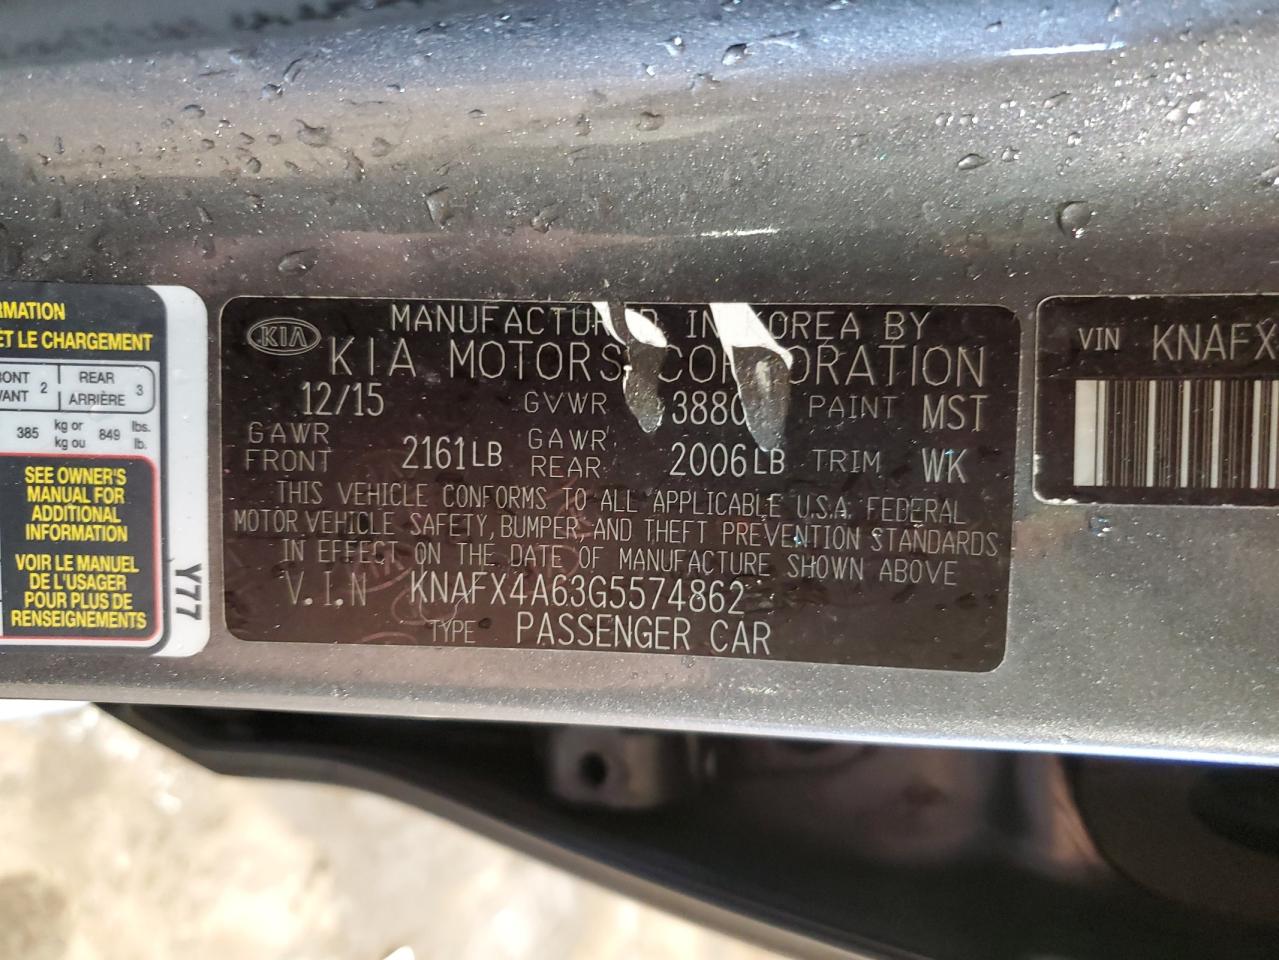 RMATION
ET LE CHARGEMENT
RONT 2 REAR 3
VANT ARRIÈRE
385 kg or 849 lbs.
kg ou lb.
SEE OWNER'S
MANUAL FOR
ADDITIONAL
INFORMATION
VOIR LE MANUEL
DE L'USAGER
POUR PLUS DE
RENSEIGNEMENTS
Y77
KIA
MANUFACTURED IN KOREA BY
KIA MOTORS CORPORATION
12/15 GVWR 3880 PAINT MST
GAWR FRONT 2161LB GAWR REAR 2006LB TRIM WK
THIS VEHICLE CONFORMS TO ALL APPLICABLE U.S.A. FEDERAL
MOTOR VEHICLE SAFETY, BUMPER, AND THEFT PREVENTION STANDARDS
IN EFFECT ON THE DATE OF MANUFACTURE SHOWN ABOVE
V.I.N KNAFX4A63G5574862
TYPE PASSENGER CAR
VIN KNAFX